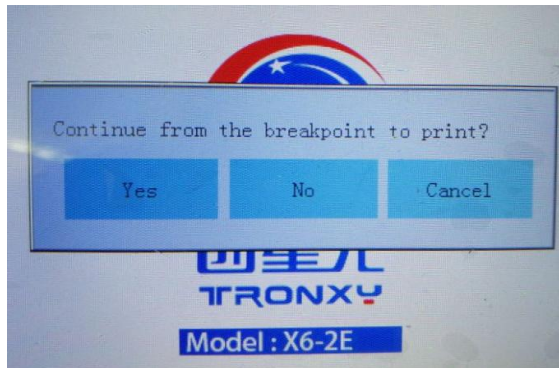 Continue from the breakpoint to print?
Yes
No
Cancel
TRONXY
Model : X6-2E